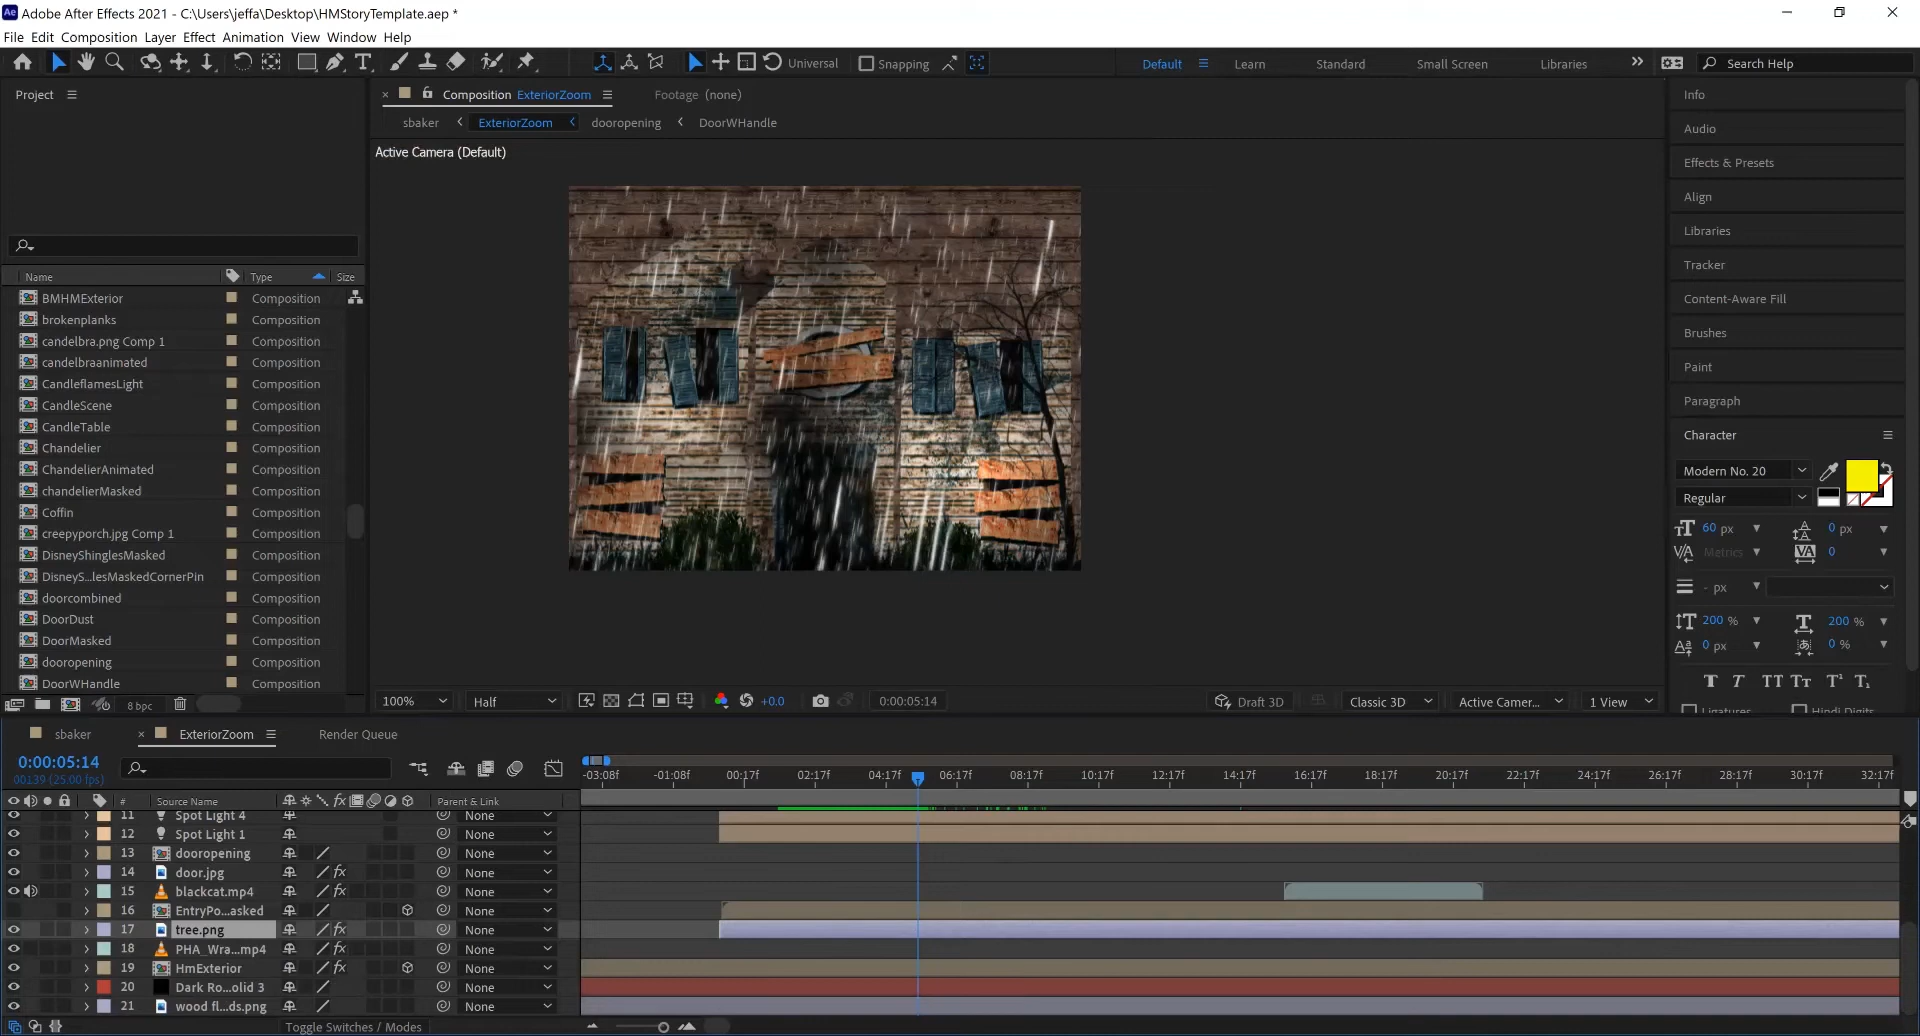 Adobe After Effects 2021 - C:\Users\jeffa\Desktop\HMStoryTemplate.aep *
File Edit Composition Layer Effect Animation View Window Help
Universal Snapping Default Learn Standard Small Screen Libraries Search Help
Project
Composition ExteriorZoom Footage (none)
sbaker ExteriorZoom dooropening DoorWHandle
Active Camera (Default)
Name Type Size
BMHMExterior Composition
brokenplanks Composition
candelbra.png Comp 1 Composition
candelbraanimated Composition
CandleflamesLight Composition
CandleScene Composition
CandleTable Composition
Chandelier Composition
ChandelierAnimated Composition
chandelierMasked Composition
Coffin Composition
creepyporch.jpg Comp 1 Composition
DisneyShinglesMasked Composition
DisneyS...lesMaskedCornerPin Composition
doorcombined Composition
DoorDust Composition
DoorMasked Composition
dooropening Composition
DoorWHandle Composition
8 bpc
100% Half +0.0 0:00:05:14 Draft 3D Classic 3D Active Camer... 1 View
Info
Audio
Effects & Presets
Align
Libraries
Tracker
Content-Aware Fill
Brushes
Paint
Paragraph
Character
Modern No. 20
Regular
60 px 0 px
Metrics 0
- px
200 % 200 %
0 px 0 %
Ligatures Hindi Digits
sbaker ExteriorZoom Render Queue
0:00:05:14
00139 (25.00 fps)
-03:08f -01:08f 00:17f 02:17f 04:17f 06:17f 08:17f 10:17f 12:17f 14:17f 16:17f 18:17f 20:17f 22:17f 24:17f 26:17f 28:17f 30:17f 32:17f
# Source Name Parent & Link
11 Spot Light 4 None
12 Spot Light 1 None
13 dooropening None
14 door.jpg None
15 blackcat.mp4 None
16 EntryPo...asked None
17 tree.png None
18 PHA_Wra...mp4 None
19 HmExterior None
20 Dark Ro...olid 3 None
21 wood fl...ds.png None
Toggle Switches / Modes